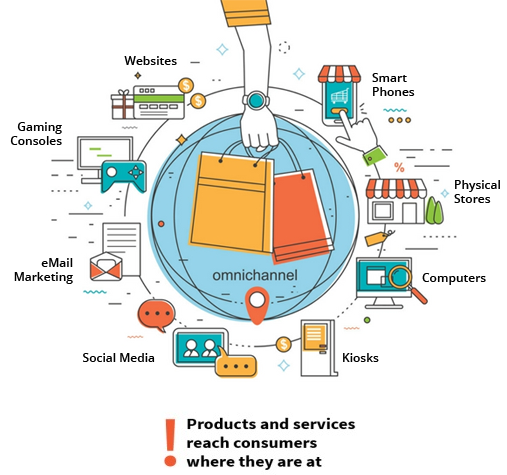 Websites
Smart
Phones
Gaming
Consoles
%
Physical
Stores
eMail
Marketing
omnichannel
Computers
Social Media
Kiosks
$
$
$
! Products and services
reach consumers
where they are at